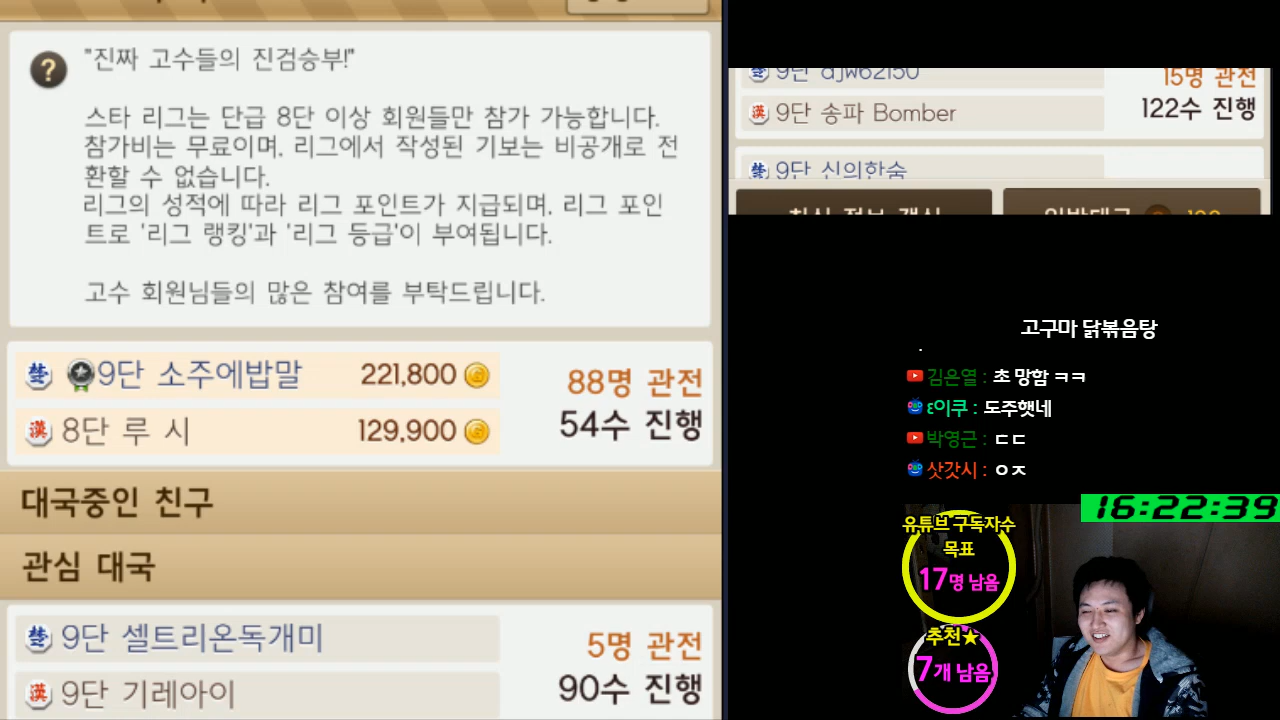 "진짜 고수들의 진검승부!"
스타 리그는 단급 8단 이상 회원들만 참가 가능합니다.
참가비는 무료이며. 리그에서 작성된 기보는 비공개로 전
환할 수 없습니다.
리그의 성적에 따라 리그 포인트가 지급되며. 리그 포인
트로 '리그 랭킹'과 '리그 등급'이 부여됩니다.
고수 회원님들의 많은 참여를 부탁드립니다.
楚 9단 소주에밥말 221,800
88명 관전
漢 8단 루 시 129,900
54수 진행
대국중인 친구
관심 대국
楚 9단 셀트리온독개미
5명 관전
漢 9단 기레아이
90수 진행
楚 9단 djw62150
15명 관전
漢 9단 송파 Bomber
122수 진행
楚 9단 신의한숙
고구마 닭볶음탕
김은열 : 초 망함 ㅋㅋ
ε이쿠 : 도주햇네
박영근 : ㄷㄷ
삿갓시 : ㅇㅈ
16:22:39
유튜브 구독자수
목표
17명 남음
추천★
7개 남음